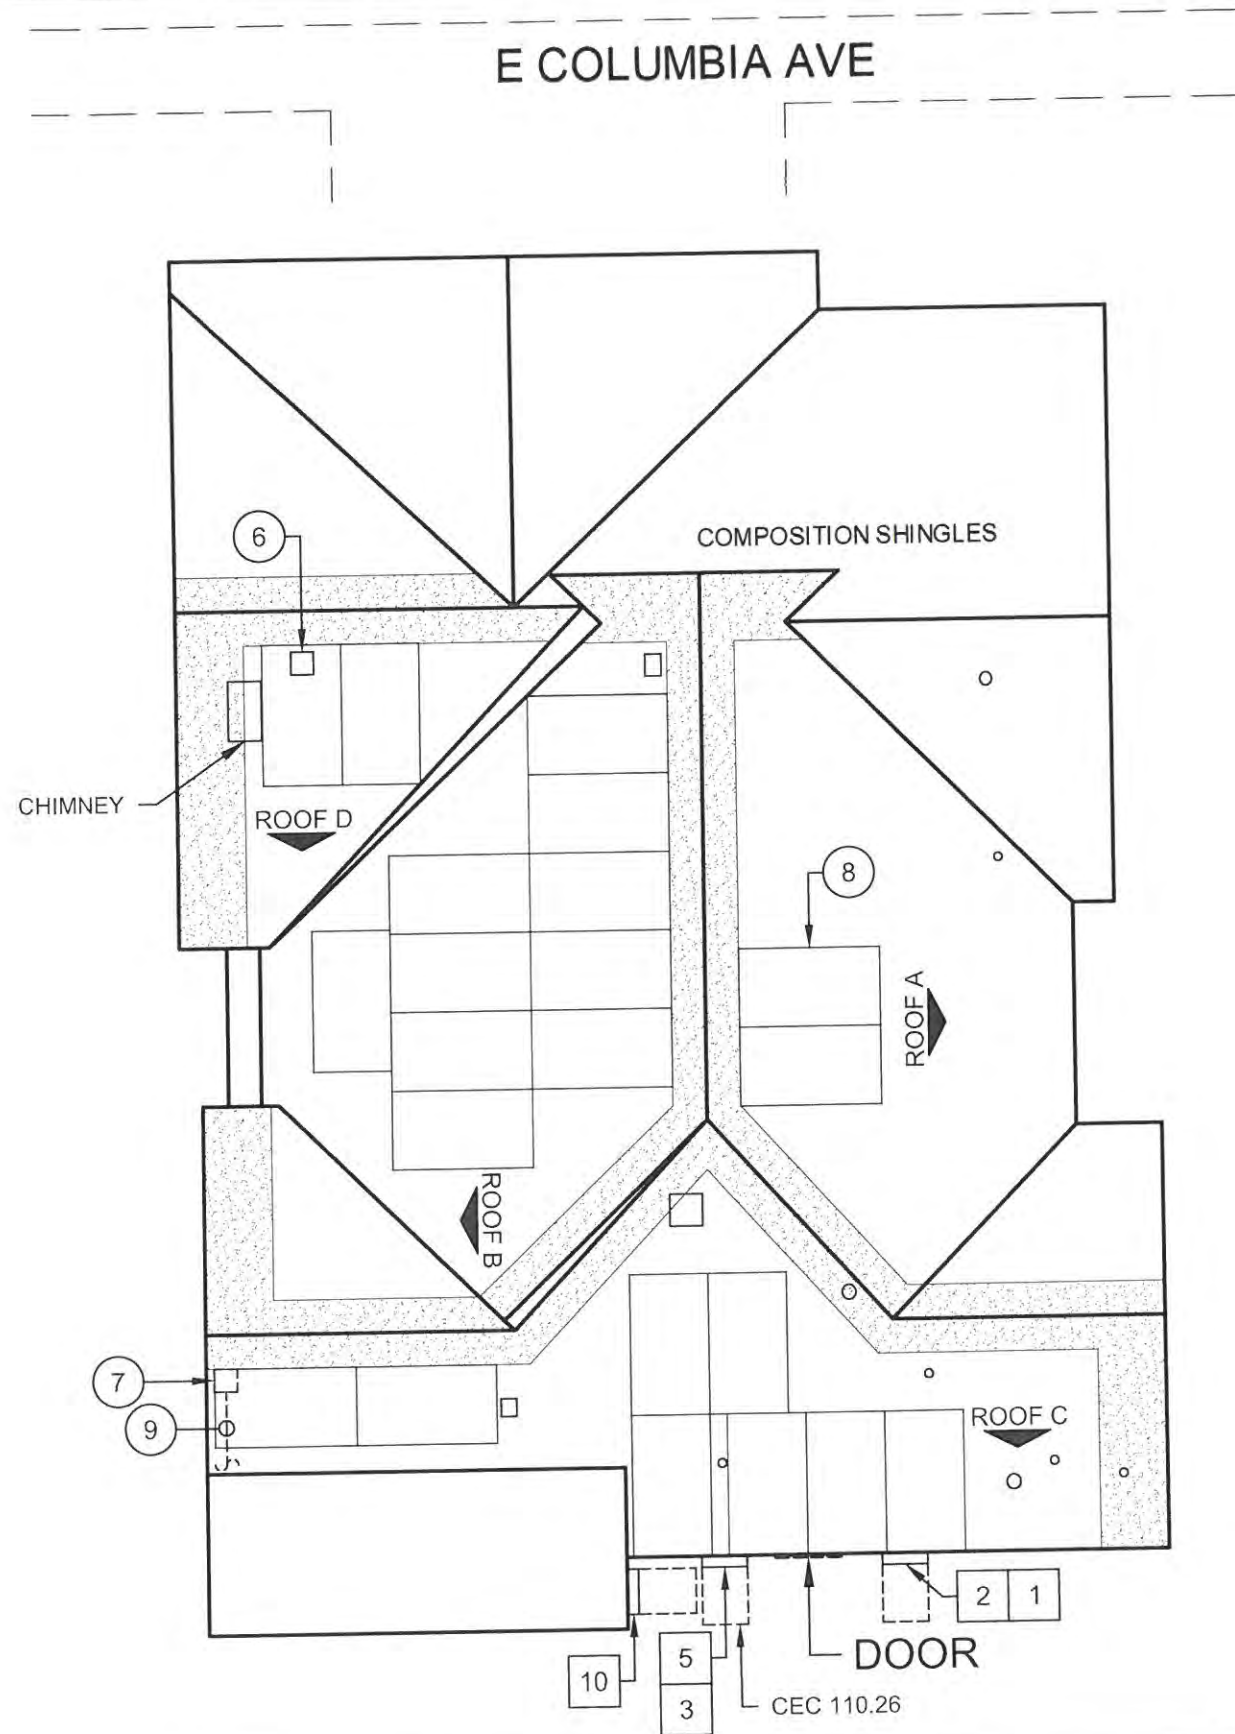 E COLUMBIA AVE
COMPOSITION SHINGLES
6
CHIMNEY
ROOF D
8
ROOF A
ROOF B
7
9
ROOF C
2 1
DOOR
10
5
3
CEC 110.26